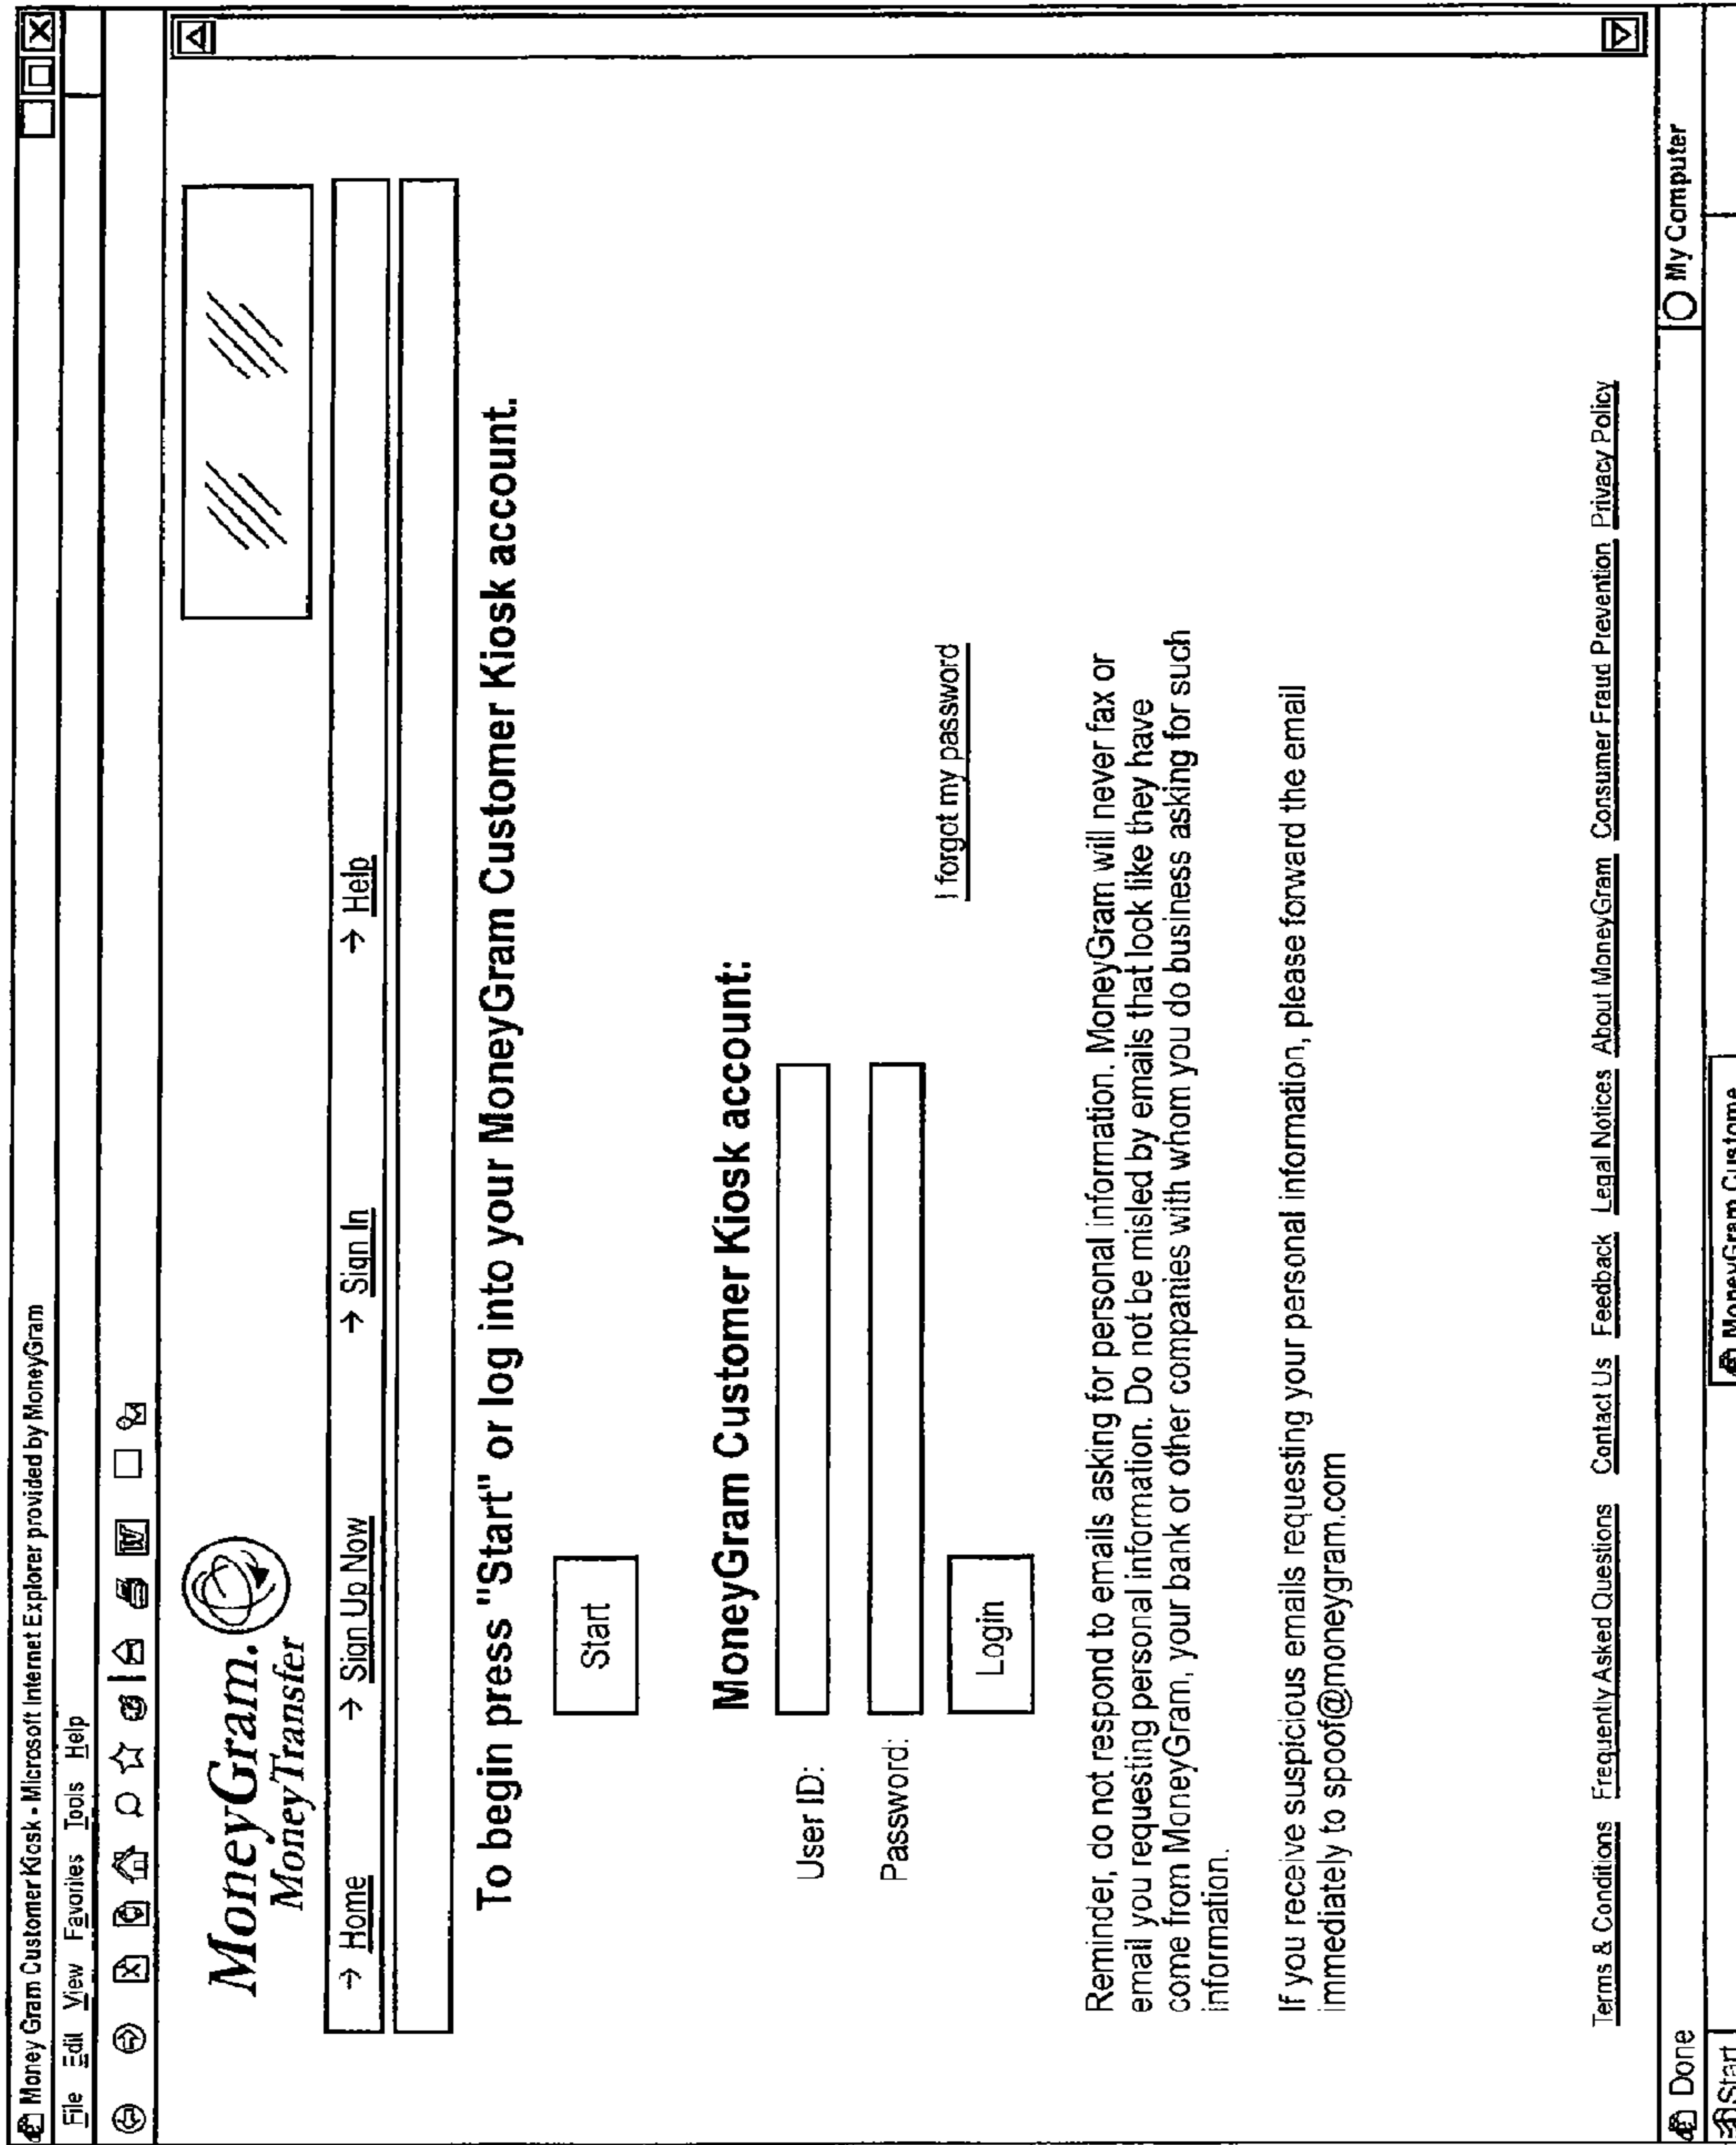 Money Gram Customer Kiosk - Microsoft Internet Explorer provided by MoneyGram
File Edit View Favorites Tools Help
W
MoneyGram.
MoneyTransfer
→ Home → Sign Up Now → Sign In → Help
To begin press "Start" or log into your MoneyGram Customer Kiosk account.
Start
MoneyGram Customer Kiosk account:
User ID:
Password:
Login I forgot my password
Reminder, do not respond to emails asking for personal information. MoneyGram will never fax or
email you requesting personal information. Do not be misled by emails that look like they have
come from MoneyGram, your bank or other companies with whom you do business asking for such
information.
If you receive suspicious emails requesting your personal information, please forward the email
immediately to spoof@moneygram.com
Terms & Conditions Frequently Asked Questions Contact Us Feedback Legal Notices About MoneyGram Consumer Fraud Prevention Privacy Policy
Done My Computer
Start MoneyGram Custome